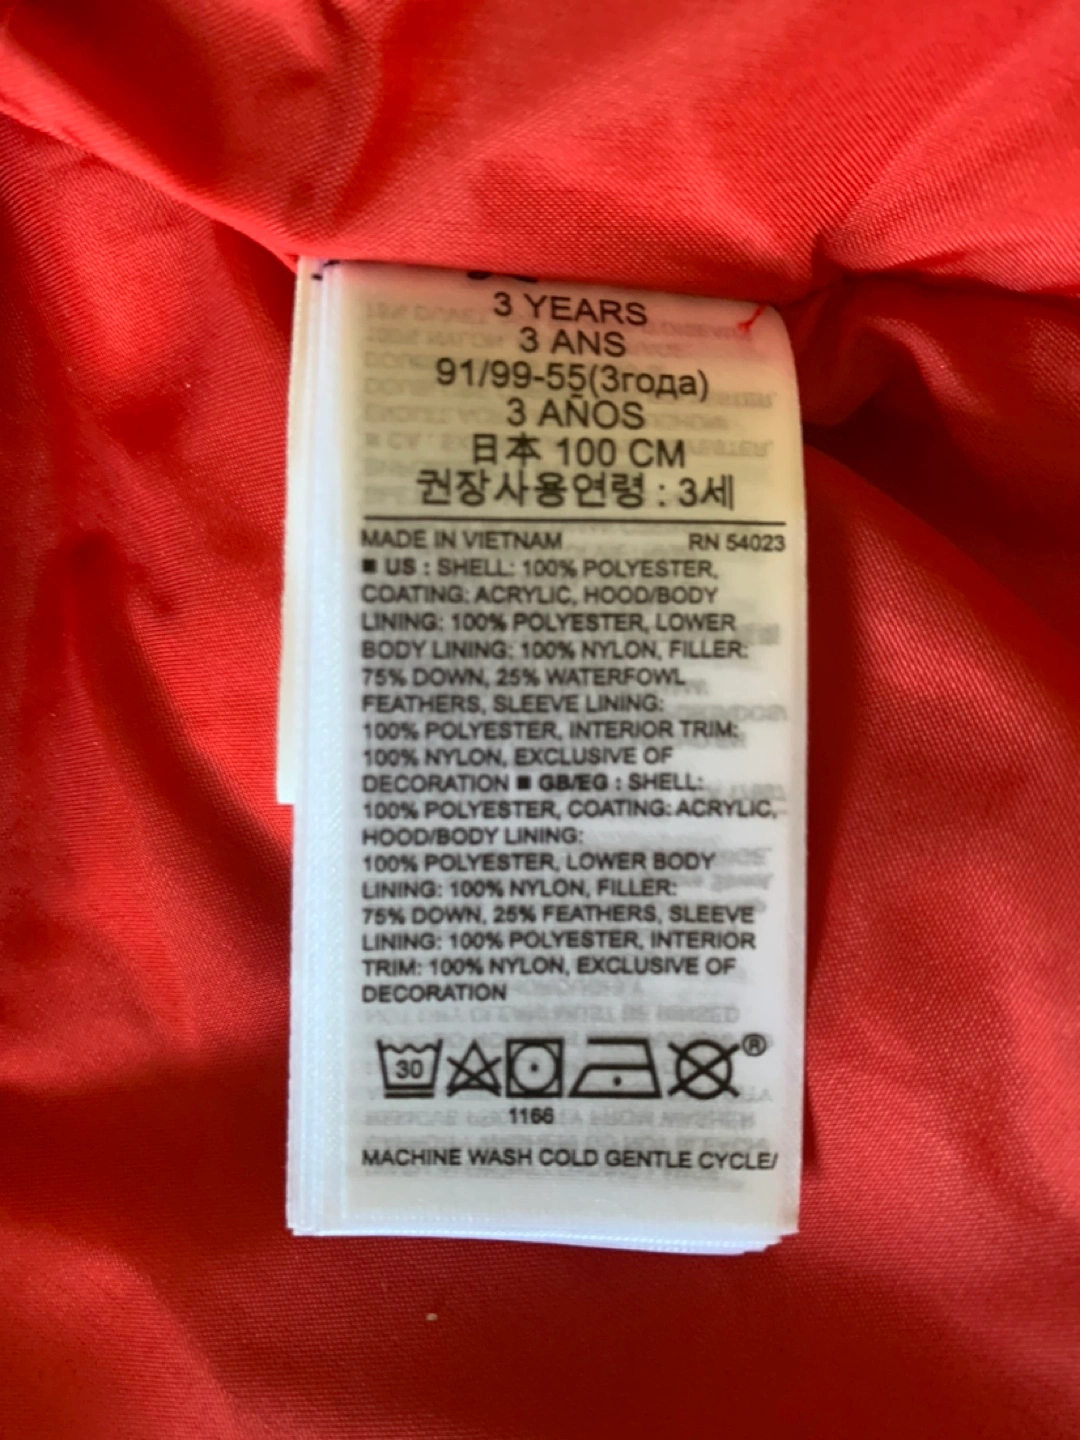 3 YEARS
3 ANS
91/99-55(3года)
3 AÑOS
日本 100 CM
권장사용연령 : 3세
MADE IN VIETNAM RN 54023
■ US : SHELL: 100% POLYESTER,
COATING: ACRYLIC, HOOD/BODY
LINING: 100% POLYESTER, LOWER
BODY LINING: 100% NYLON, FILLER:
75% DOWN, 25% WATERFOWL
FEATHERS, SLEEVE LINING:
100% POLYESTER, INTERIOR TRIM:
100% NYLON, EXCLUSIVE OF
DECORATION ■ GB/EG : SHELL:
100% POLYESTER, COATING: ACRYLIC,
HOOD/BODY LINING:
100% POLYESTER, LOWER BODY
LINING: 100% NYLON, FILLER:
75% DOWN, 25% FEATHERS, SLEEVE
LINING: 100% POLYESTER, INTERIOR
TRIM: 100% NYLON, EXCLUSIVE OF
DECORATION
30 ®
1166
MACHINE WASH COLD GENTLE CYCLE/